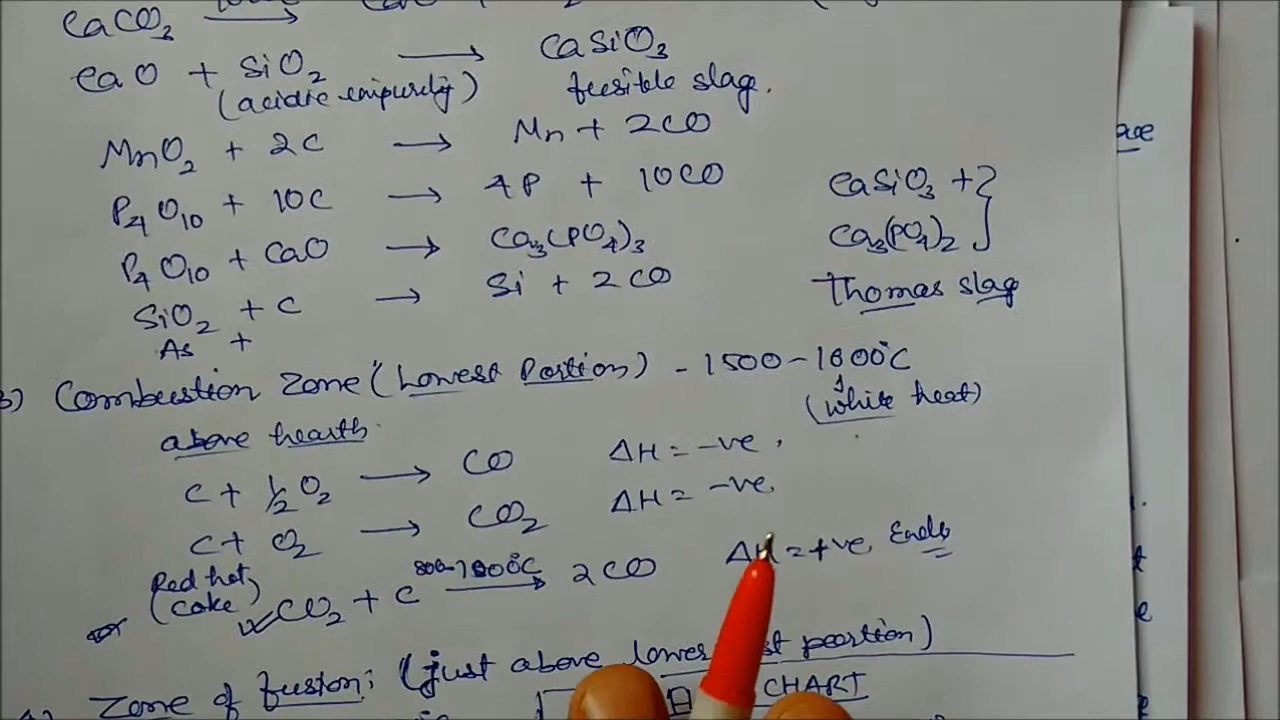 CaCO3 →
CaO + SiO2 → CaSiO3
(acidic impurity) feesible slag.
MnO2 + 2C → Mn + 2CO
P4O10 + 10C → 4P + 10CO
CaSiO3 + }
P4O10 + CaO → Ca3(PO4)3
Ca3(PO4)2
SiO2 + C → Si + 2CO
Thomas slag
As +
3) Combustion zone (Lowest Portion) - 1500-1600°C
(white heat)
above hearth.
C + 1/2 O2 → CO ΔH = -ve,
C + O2 → CO2 ΔH = -ve,
Red hot
(coke) CO2 + C → 2CO ΔH = +ve Endo
Zone of fusion: (just above lowest portion)
CHART